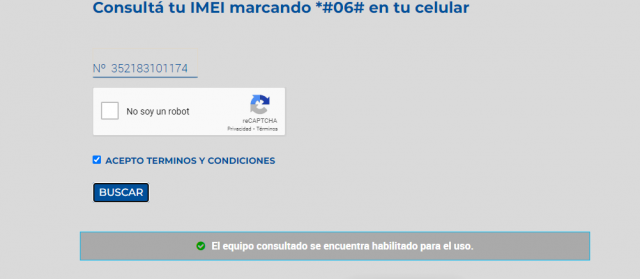 Consultá tu IMEI marcando *#06# en tu celular
Nº 352183101174
No soy un robot
reCAPTCHA
Privacidad - Términos
ACEPTO TERMINOS Y CONDICIONES
BUSCAR
El equipo consultado se encuentra habilitado para el uso.